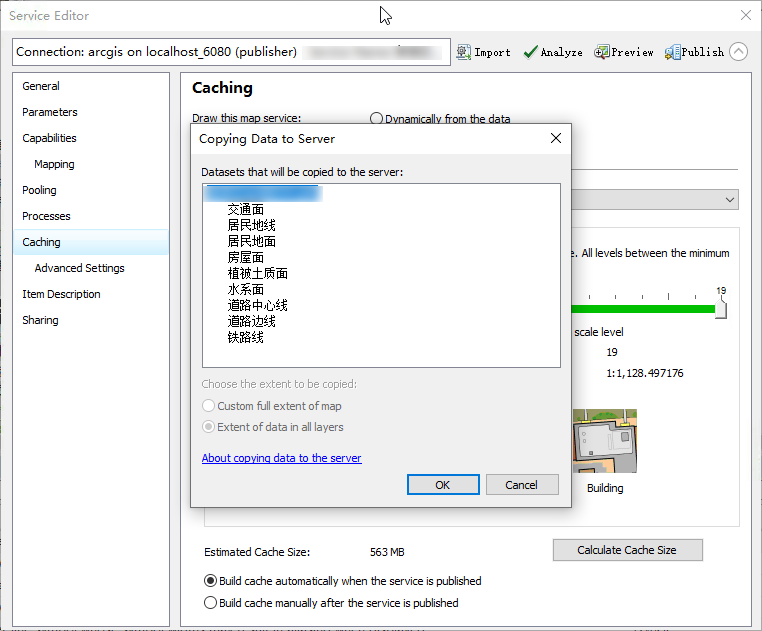 Service Editor
Connection: arcgis on localhost_6080 (publisher)
Import
Analyze
Preview
Publish
General
Parameters
Capabilities
Mapping
Pooling
Processes
Caching
Advanced Settings
Item Description
Sharing
Caching
Draw this map service:
Dynamically from the data
Copying Data to Server
Datasets that will be copied to the server:
交通面
居民地线
居民地面
房屋面
植被土质面
水系面
道路中心线
道路边线
铁路线
Choose the extent to be copied:
Custom full extent of map
Extent of data in all layers
About copying data to the server
OK
Cancel
e. All levels between the minimum
19
scale level
19
1:1,128.497176
Building
Estimated Cache Size:
563 MB
Calculate Cache Size
Build cache automatically when the service is published
Build cache manually after the service is published